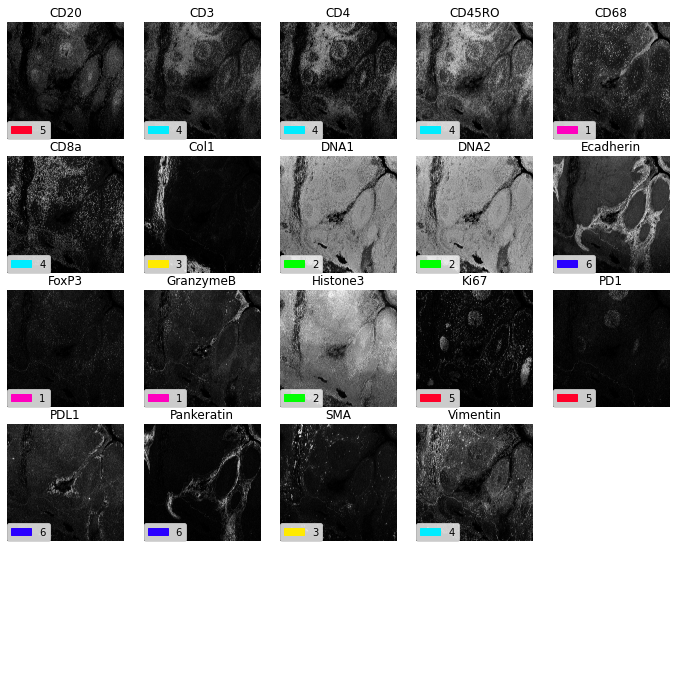 CD20 CD3 CD4 CD45RO CD68
5 4 4 4 1
CD8a Col1 DNA1 DNA2 Ecadherin
4 3 2 2 6
FoxP3 GranzymeB Histone3 Ki67 PD1
1 1 2 5 5
PDL1 Pankeratin SMA Vimentin
6 6 3 4